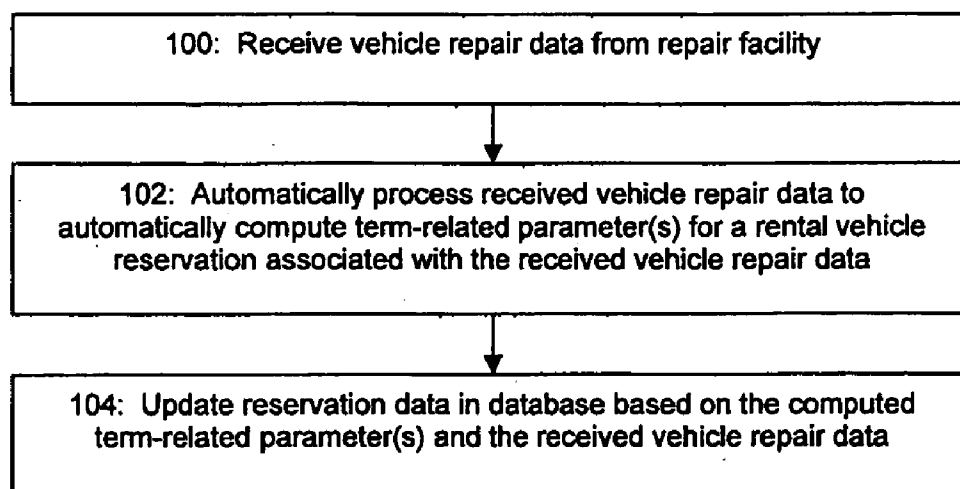 100: Receive vehicle repair data from repair facility
102: Automatically process received vehicle repair data to
automatically compute term-related parameter(s) for a rental vehicle
reservation associated with the received vehicle repair data
104: Update reservation data in database based on the computed
term-related parameter(s) and the received vehicle repair data